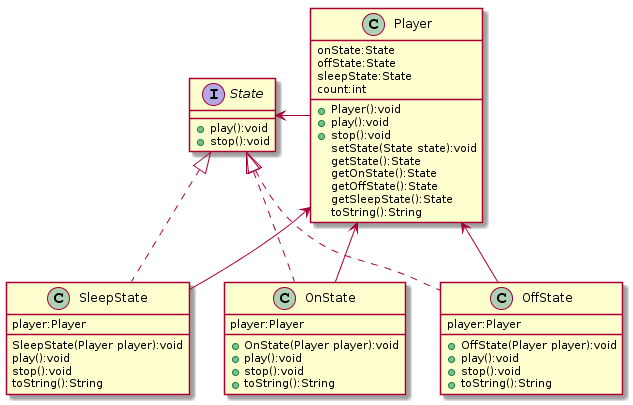 C Player
onState:State
offState:State
sleepState:State
count:int
Player():void
play():void
stop():void
setState(State state):void
getState():State
getOnState():State
getOffState():State
getSleepState():State
toString():String
I State
play():void
stop():void
C SleepState
player:Player
SleepState(Player player):void
play():void
stop():void
toString():String
C OnState
player:Player
OnState(Player player):void
play():void
stop():void
toString():String
C OffState
player:Player
OffState(Player player):void
play():void
stop():void
toString():String